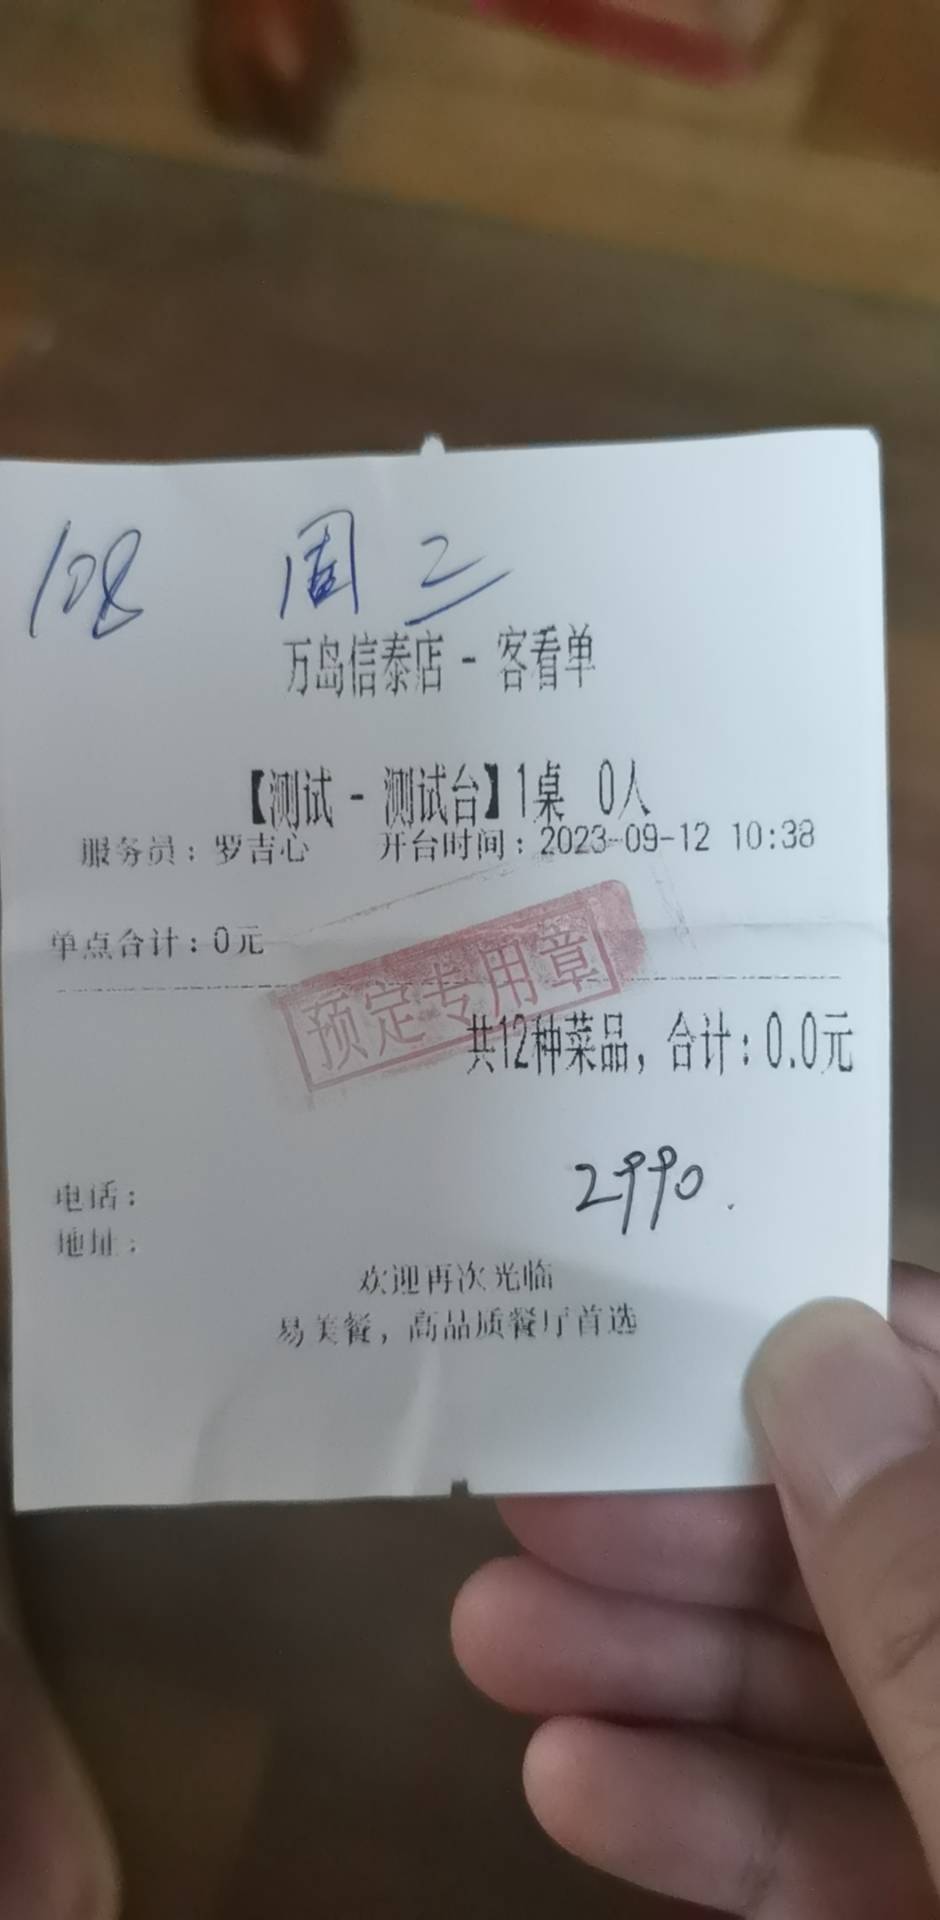 108 周三
万岛信泰店 - 客看单
【测试 - 测试台】1桌 0人
服务员：罗吉心 开台时间：2023-09-12 10:38
单点合计：0元
预定专用章
共12种菜品，合计：0.0元
2990.
电话：
地址：
欢迎再次光临
易美餐，高品质餐厅首选